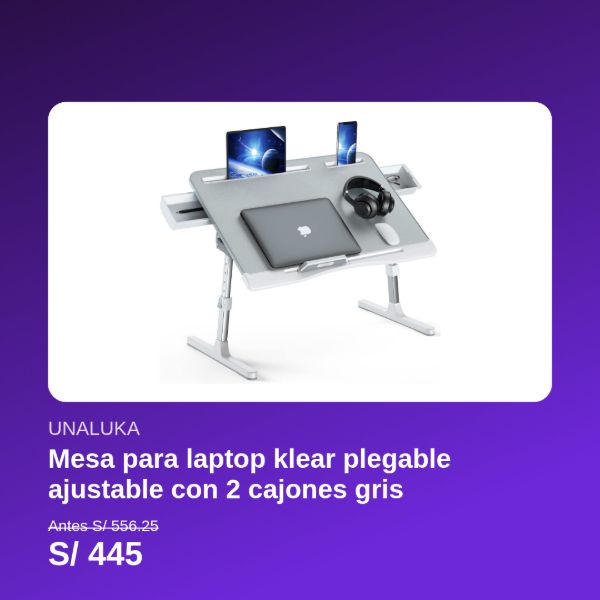 UNALUKA
Mesa para laptop klear plegable
ajustable con 2 cajones gris
Antes S/ 556.25
S/ 445